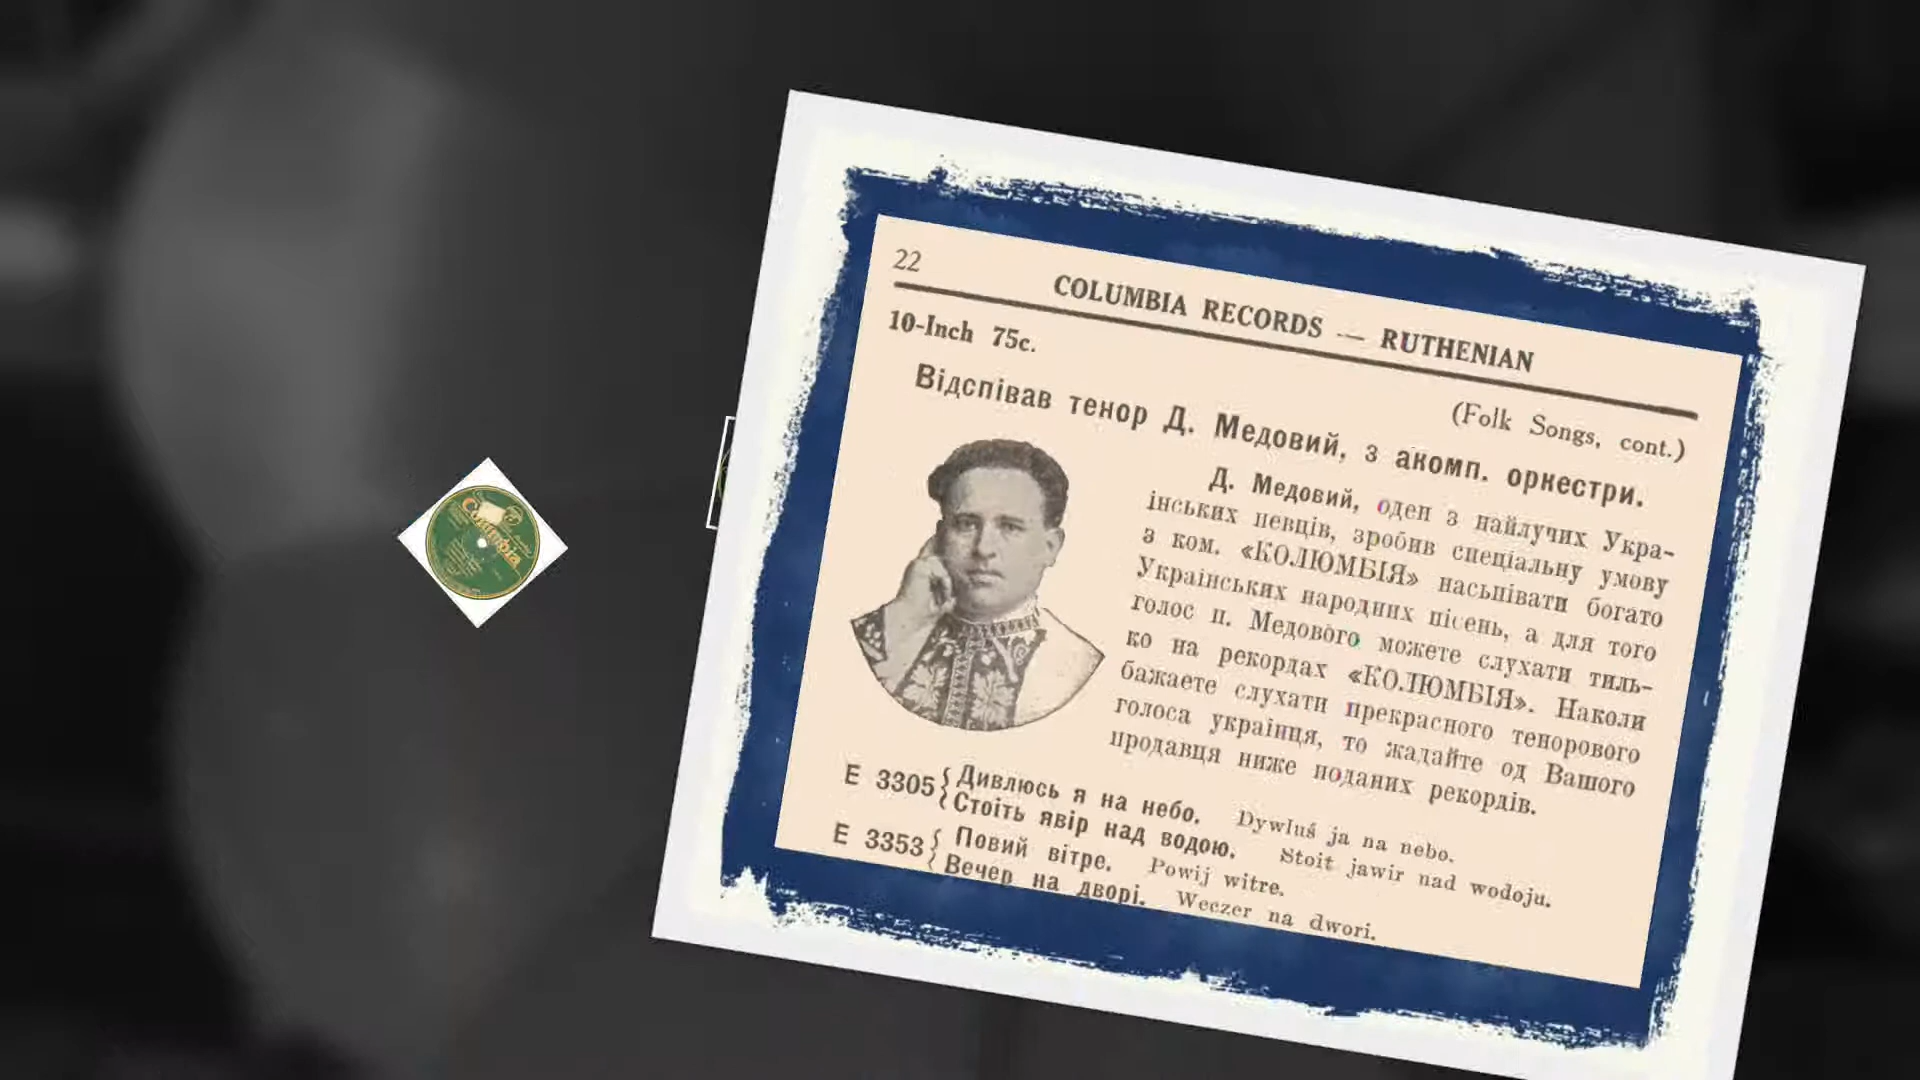 22
COLUMBIA RECORDS — RUTHENIAN
10-Inch 75c.
(Folk Songs, cont.)
Відспівав тенор Д. Медовий, з акомп. оркестри.
Д. Медовий, оден з найлучих Укра-
їнських певців, зробив спеціяльну умову
з ком. «КОЛЮМБІЯ» насьпівати богато
Українських народних пісень, а для того
голос п. Медового можете слухати тиль-
ко на рекордах «КОЛЮМБІЯ». Наколи
бажаете слухати прекрасного тенорового
голоса українця, то жадайте од Вашого
продавця ниже поданих рекордів.
E 3305 { Дивлюсь я на небо. Dywluś ja na nebo.
Стоїть явір над водою. Stoit jawir nad wodoju.
E 3353 { Повий вітре. Powij witre.
Вечер на дворі. Weczer na dwori.
Columbia